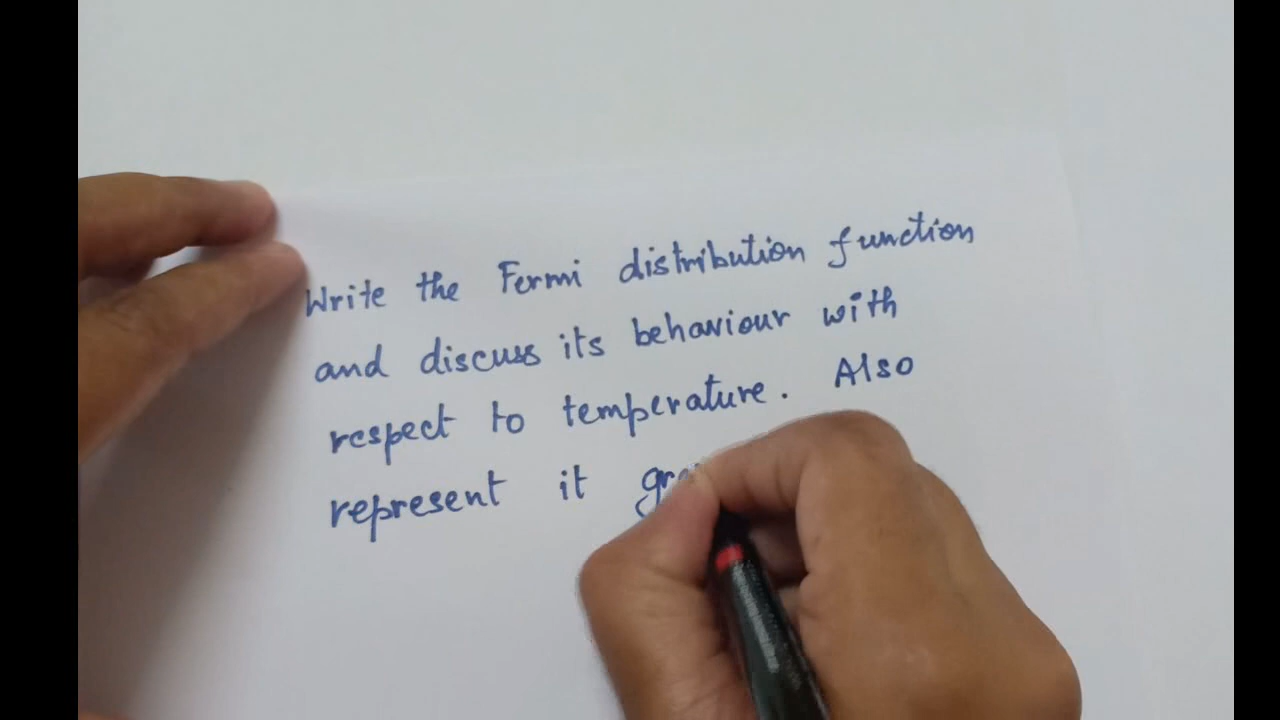 Write the Fermi distribution function
and discuss its behaviour with
respect to temperature. Also
represent it